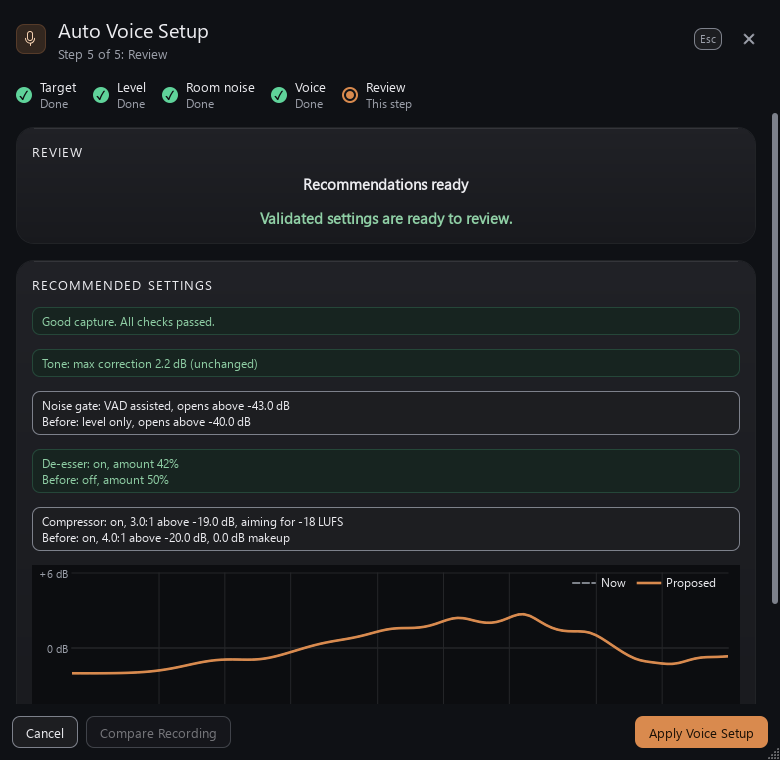 Auto Voice Setup
Step 5 of 5: Review
Esc
Target
Done
Level
Done
Room noise
Done
Voice
Done
Review
This step
REVIEW
Recommendations ready
Validated settings are ready to review.
RECOMMENDED SETTINGS
Good capture. All checks passed.
Tone: max correction 2.2 dB (unchanged)
Noise gate: VAD assisted, opens above -43.0 dB
Before: level only, opens above -40.0 dB
De-esser: on, amount 42%
Before: off, amount 50%
Compressor: on, 3.0:1 above -19.0 dB, aiming for -18 LUFS
Before: on, 4.0:1 above -20.0 dB, 0.0 dB makeup
+6 dB
Now
Proposed
0 dB
Cancel
Compare Recording
Apply Voice Setup